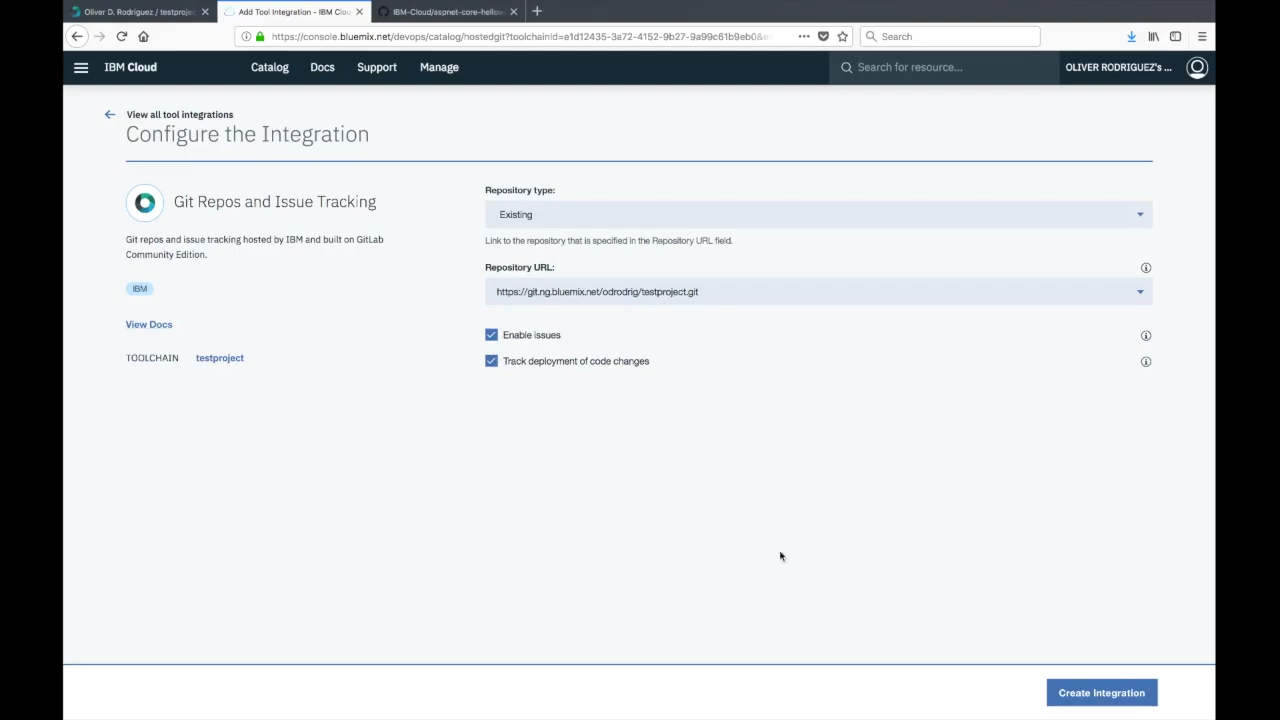 Oliver D. Rodriguez / testprojec
Add Tool Integration - IBM Clou
IBM-Cloud/aspnet-core-hellow
https://console.bluemix.net/devops/catalog/hostedgit?toolchainId=e1d12435-3a72-4152-9b27-9a99c61b9eb0&e
Search
IBM Cloud
Catalog
Docs
Support
Manage
Search for resource...
OLIVER RODRIGUEZ's ...
View all tool integrations
Configure the Integration
Git Repos and Issue Tracking
Git repos and issue tracking hosted by IBM and built on GitLab
Community Edition.
IBM
View Docs
TOOLCHAIN testproject
Repository type:
Existing
Link to the repository that is specified in the Repository URL field.
Repository URL:
https://git.ng.bluemix.net/odrodrig/testproject.git
Enable issues
Track deployment of code changes
Create Integration